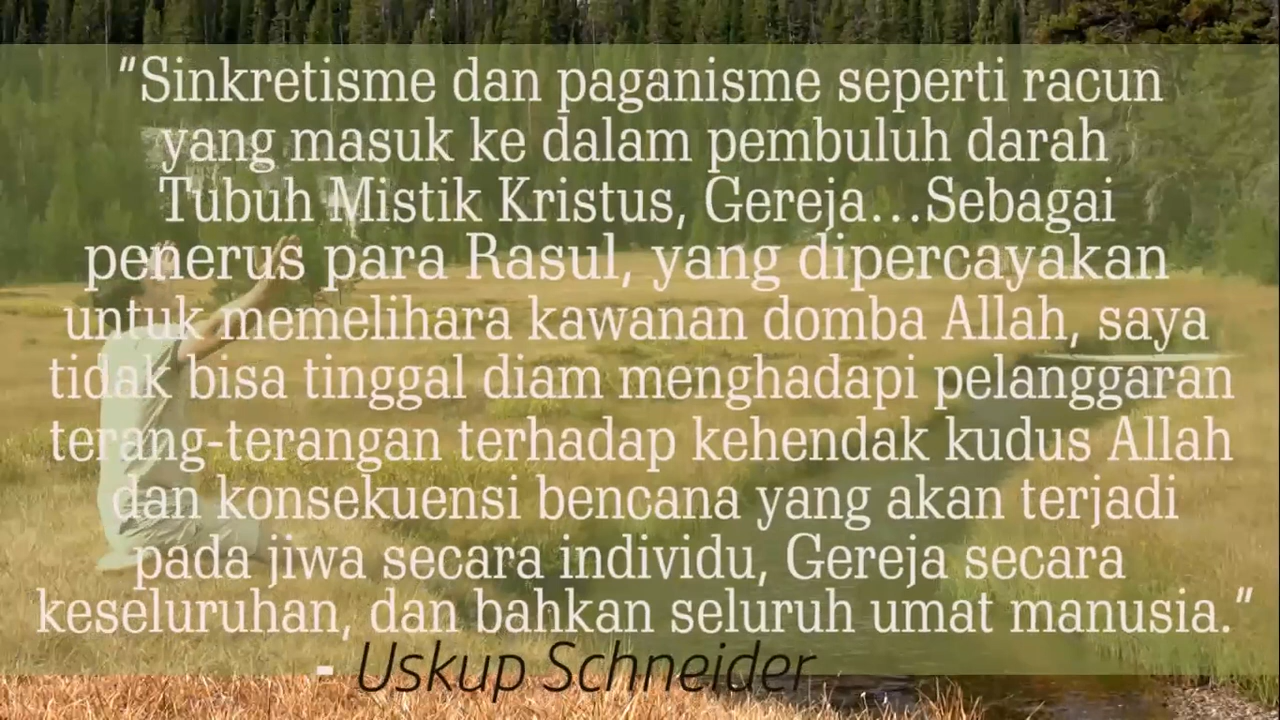 “Sinkretisme dan paganisme seperti racun
yang masuk ke dalam pembuluh darah
Tubuh Mistik Kristus, Gereja...Sebagai
penerus para Rasul, yang dipercayakan
untuk memelihara kawanan domba Allah, saya
tidak bisa tinggal diam menghadapi pelanggaran
terang-terangan terhadap kehendak kudus Allah
dan konsekuensi bencana yang akan terjadi
pada jiwa secara individu, Gereja secara
keseluruhan, dan bahkan seluruh umat manusia.”
- Uskup Schneider